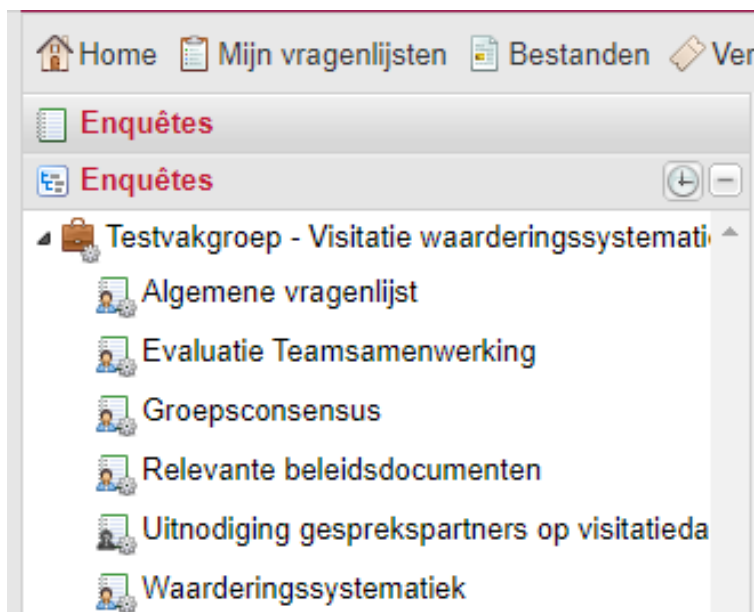 Home Mijn vragenlijsten Bestanden Ver
Enquêtes
Enquêtes
Testvakgroep - Visitatie waarderingssystemati
Algemene vragenlijst
Evaluatie Teamsamenwerking
Groepsconsensus
Relevante beleidsdocumenten
Uitnodiging gesprekspartners op visitatieda
Waarderingssystematiek